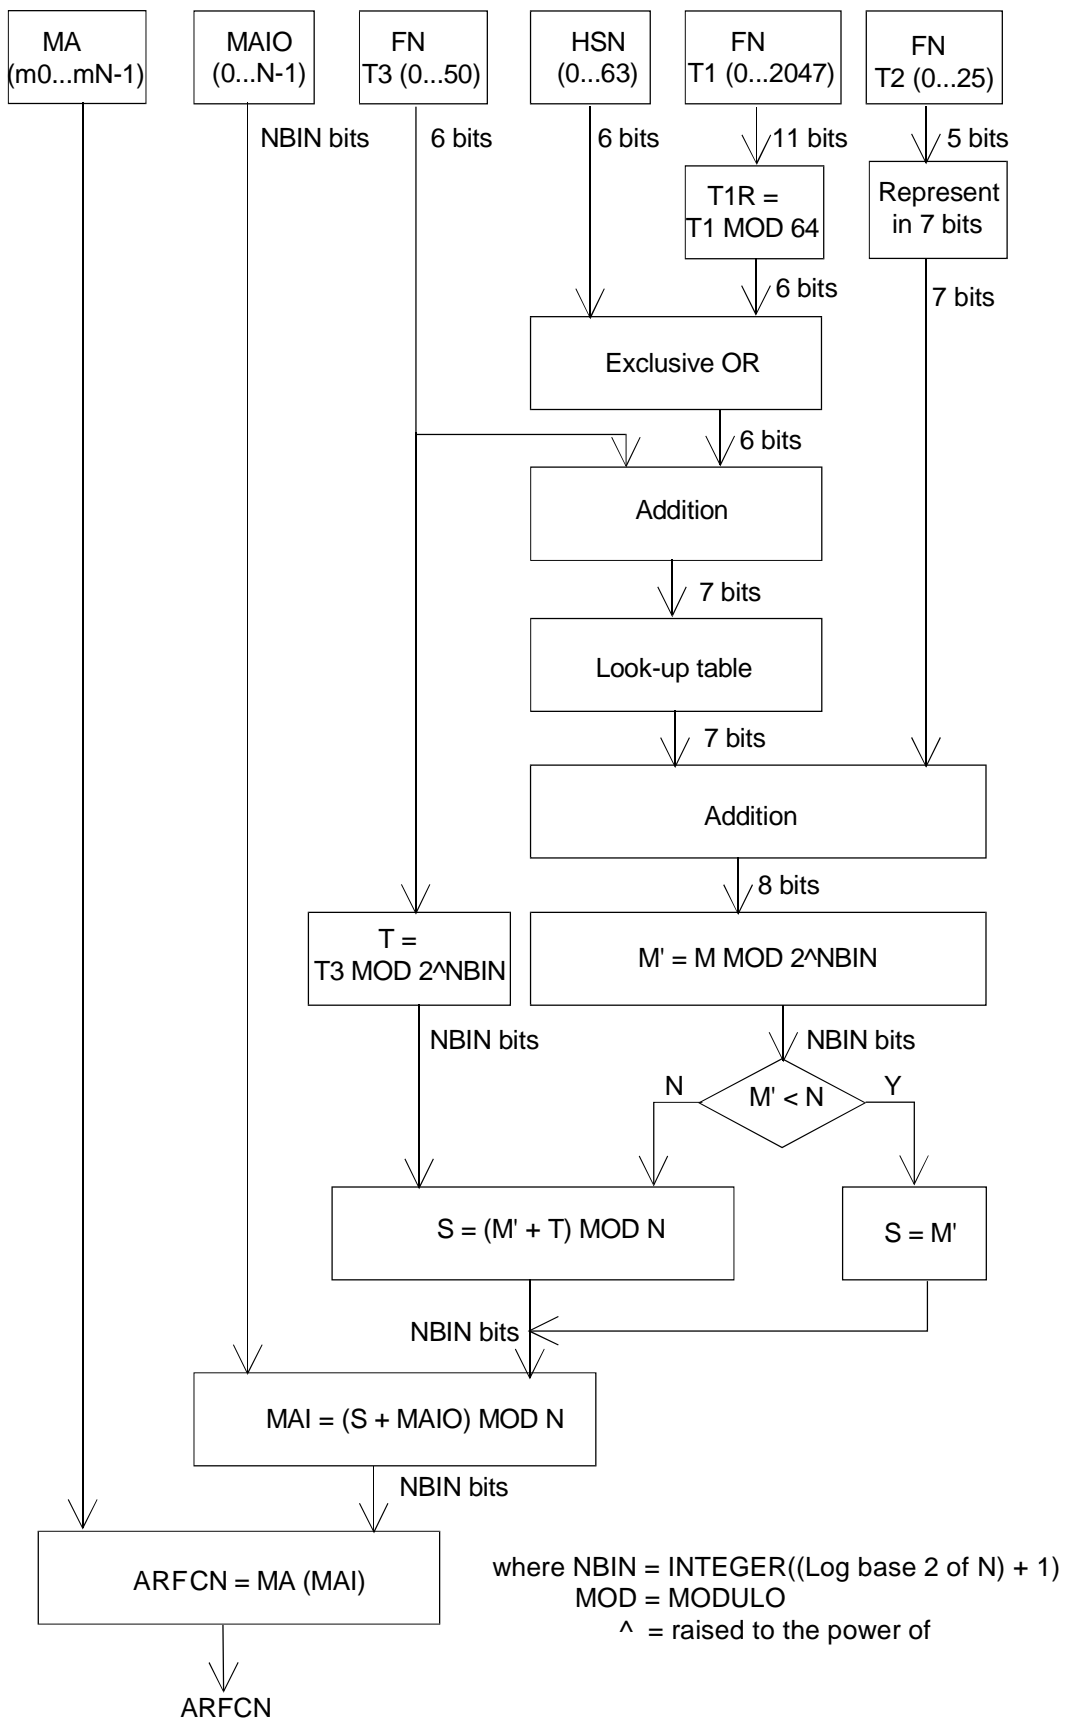 MA
(m0...mN-1)
MAIO
(0...N-1)
FN
T3 (0...50)
HSN
(0...63)
FN
T1 (0...2047)
FN
T2 (0...25)
NBIN bits
6 bits
6 bits
11 bits
5 bits
T1R =
T1 MOD 64
Represent
in 7 bits
6 bits
7 bits
Exclusive OR
6 bits
Addition
7 bits
Look-up table
7 bits
Addition
8 bits
T =
T3 MOD 2^NBIN
M' = M MOD 2^NBIN
NBIN bits
NBIN bits
N
M' < N
Y
S = (M' + T) MOD N
S = M'
NBIN bits
MAI = (S + MAIO) MOD N
NBIN bits
ARFCN = MA (MAI)
where NBIN = INTEGER((Log base 2 of N) + 1)
MOD = MODULO
^ = raised to the power of
ARFCN